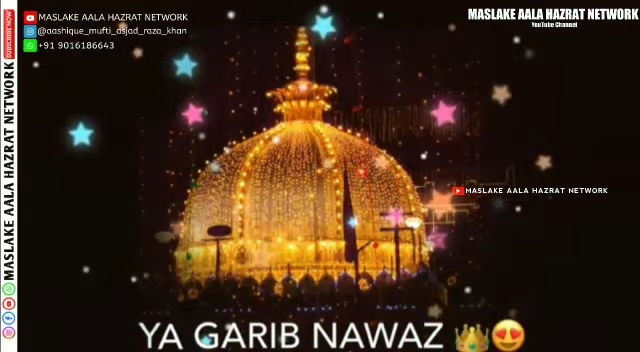 MASLAKE AALA HAZRAT NETWORK
@aashique_mufti_asjad_raza_khan
+91 9016186643
MASLAKE AALA HAZRAT NETWORK
YouTube Channel
SUBSCRIBE NOW
MASLAKE AALA HAZRAT NETWORK
MASLAKE AALA HAZRAT NETWORK
YA GARIB NAWAZ 👑😍